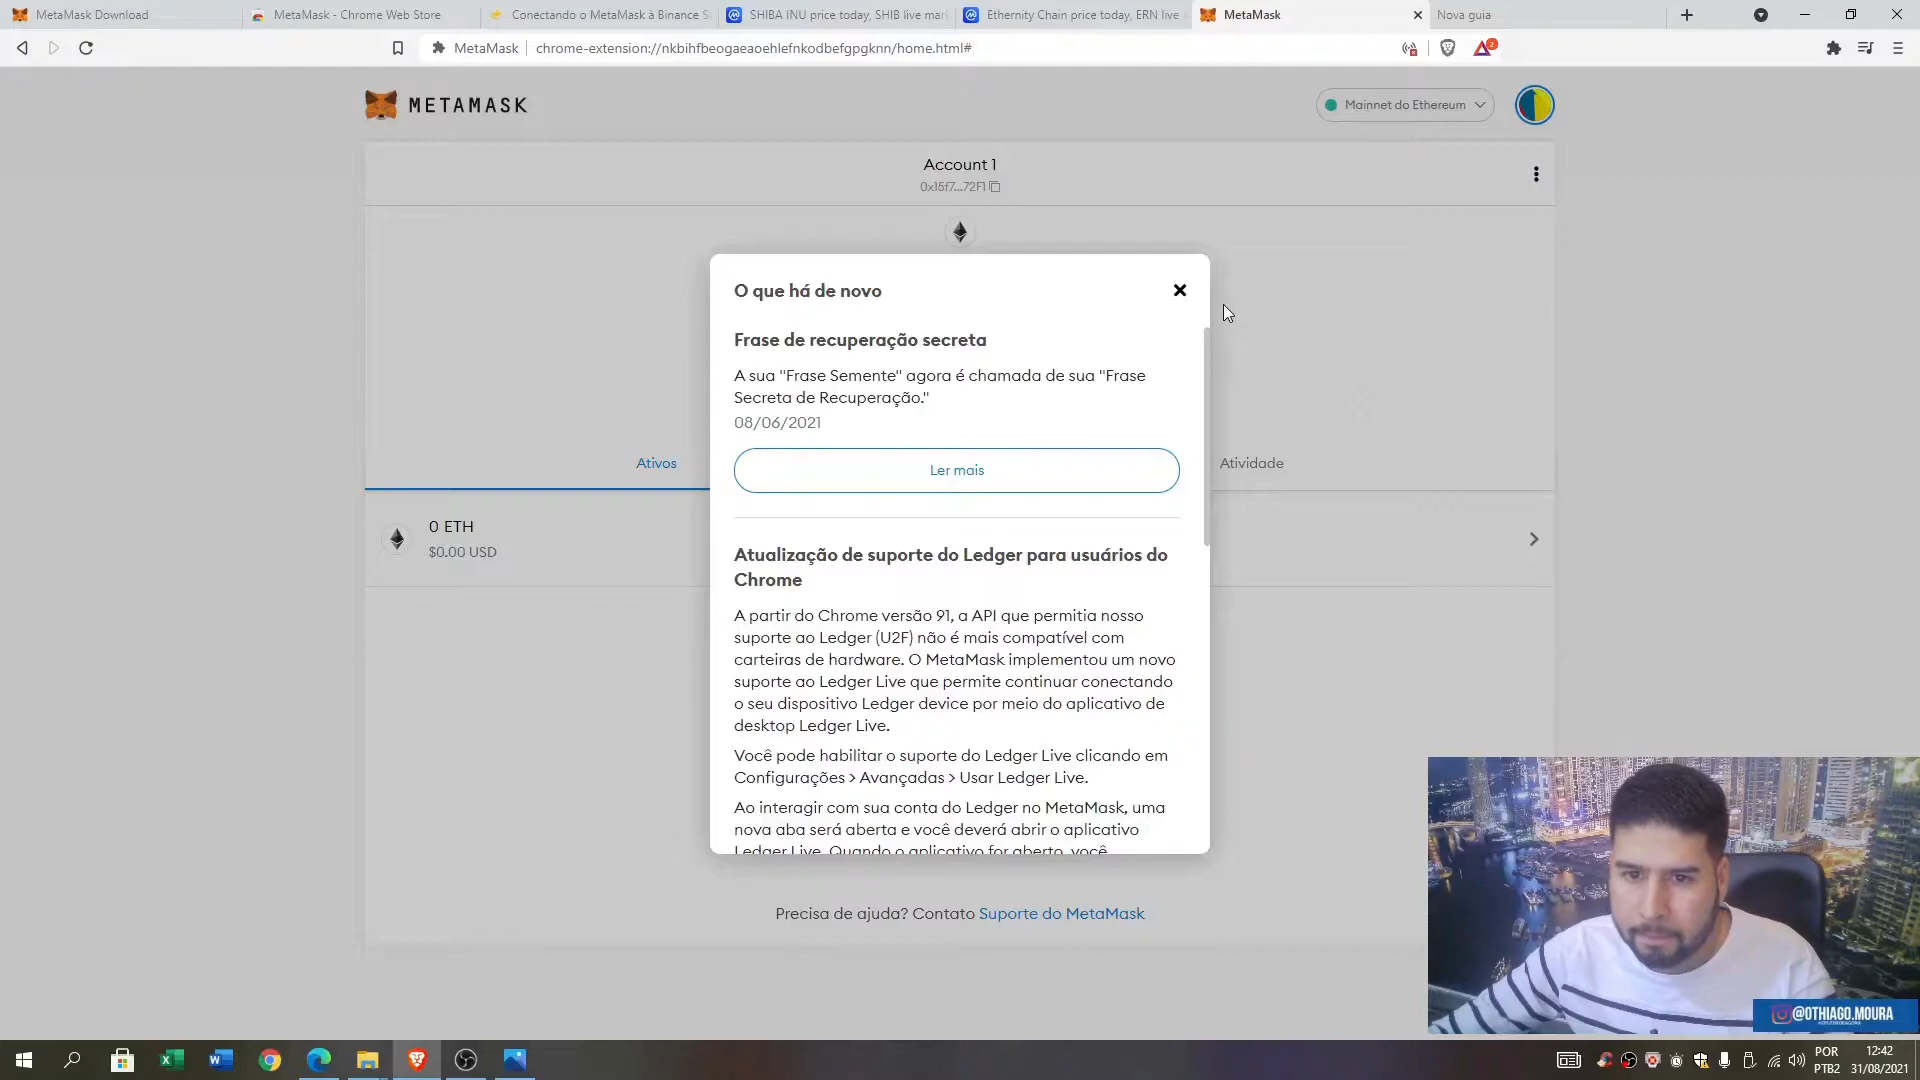 MetaMask Download
MetaMask - Chrome Web Store
Conectando o MetaMask à Binance S
SHIBA INU price today, SHIB live mar
Ethernity Chain price today, ERN live
MetaMask
Nova guia
MetaMask
chrome-extension://nkbihfbeogaeaoehlefnkodbefgpgknn/home.html#
2
METAMASK
Mainnet do Ethereum
Account 1
0x15f7...72F1
O que há de novo
Frase de recuperação secreta
A sua "Frase Semente" agora é chamada de sua "Frase
Secreta de Recuperação."
08/06/2021
Ler mais
Ativos
Atividade
0 ETH
$0.00 USD
Atualização de suporte do Ledger para usuários do
Chrome
A partir do Chrome versão 91, a API que permitia nosso
suporte ao Ledger (U2F) não é mais compatível com
carteiras de hardware. O MetaMask implementou um novo
suporte ao Ledger Live que permite continuar conectando
o seu dispositivo Ledger device por meio do aplicativo de
desktop Ledger Live.
Você pode habilitar o suporte do Ledger Live clicando em
Configurações > Avançadas > Usar Ledger Live.
Ao interagir com sua conta do Ledger no MetaMask, uma
nova aba será aberta e você deverá abrir o aplicativo
Ledger Live. Quando o aplicativo for aberto, você
Precisa de ajuda? Contato Suporte do MetaMask
@OTHIAGO.MOURA
POR
PTB2
12:42
31/08/2021